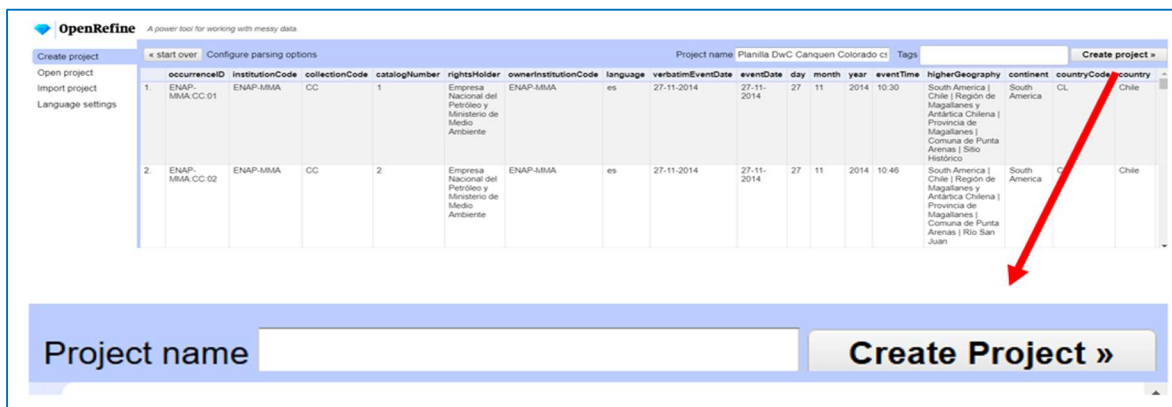 OpenRefine A power tool for working with messy data.
Create project
Open project
Import project
Language settings
« start over Configure parsing options Project name Planilla DwC Canquen Colorado cs Tags Create project »
occurrenceID institutionCode collectionCode catalogNumber rightsHolder ownerInstitutionCode language verbatimEventDate eventDate day month year eventTime higherGeography continent countryCode country
1. ENAP- ENAP-MMA CC 1 Empresa ENAP-MMA es 27-11-2014 27-11- 27 11 2014 10:30 South America | South CL Chile
MMA:CC:01 Nacional del 2014 Chile | Región de America
Petróleo y Magallanes y
Ministerio de Antártica Chilena |
Medio Provincia de
Ambiente Magallanes |
Comuna de Punta
Arenas | Sitio
Histórico
2. ENAP- ENAP-MMA CC 2 Empresa ENAP-MMA es 27-11-2014 27-11- 27 11 2014 10:46 South America | South Chile
MMA:CC:02 Nacional del 2014 Chile | Región de America
Petróleo y Magallanes y
Ministerio de Antártica Chilena |
Medio Provincia de
Ambiente Magallanes |
Comuna de Punta
Arenas | Río San
Juan
Project name Create Project »